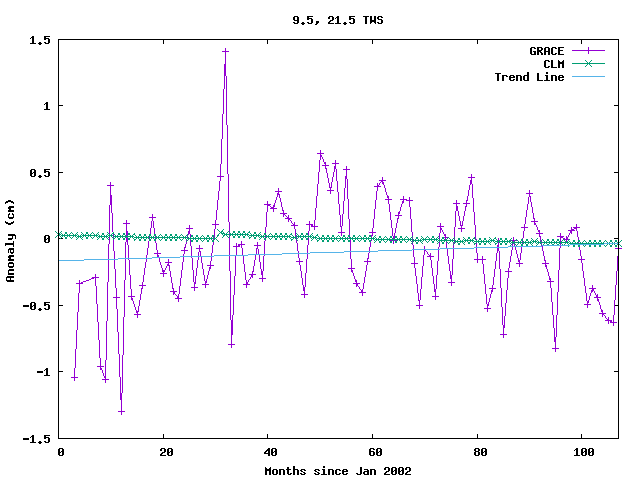 9.5, 21.5 TWS
GRACE
CLM
Trend Line
1.5
1
0.5
0
-0.5
-1
-1.5
Anomaly (cm)
0 20 40 60 80 100
Months since Jan 2002